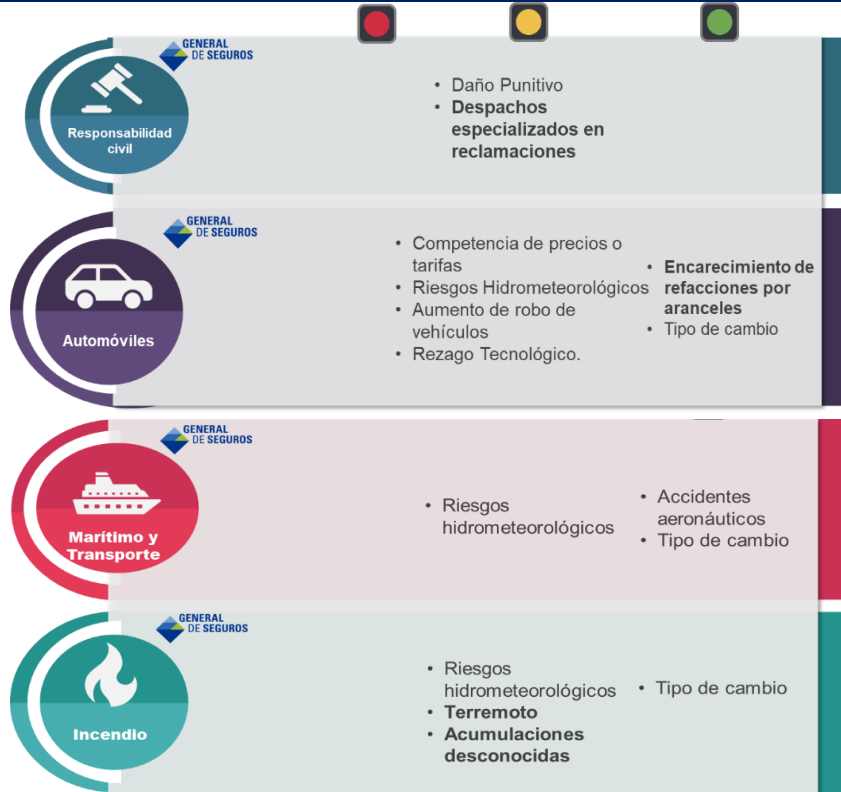 GENERAL
DE SEGUROS
Responsabilidad
civil
• Daño Punitivo
• Despachos
especializados en
reclamaciones
GENERAL
DE SEGUROS
Automóviles
• Competencia de precios o
tarifas
• Riesgos Hidrometeorológicos
• Aumento de robo de
vehículos
• Rezago Tecnológico.
• Encarecimiento de
refacciones por
aranceles
• Tipo de cambio
GENERAL
DE SEGUROS
Marítimo y
Transporte
• Riesgos
hidrometeorológicos
• Accidentes
aeronáuticos
• Tipo de cambio
GENERAL
DE SEGUROS
Incendio
• Riesgos
hidrometeorológicos
• Terremoto
• Acumulaciones
desconocidas
• Tipo de cambio